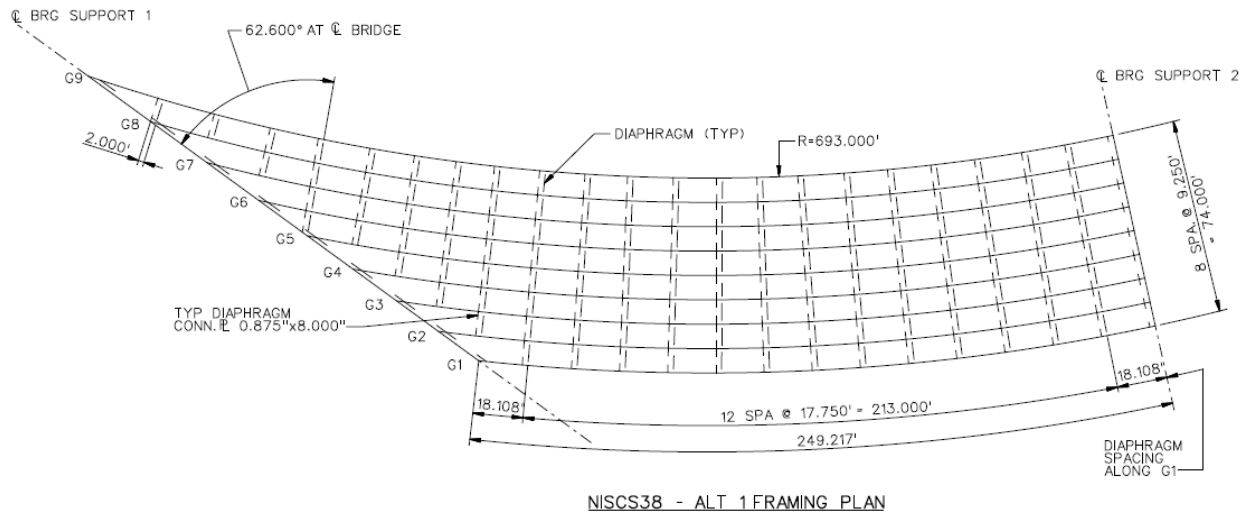 ℄ BRG SUPPORT 1
62.600° AT ℄ BRIDGE
℄ BRG SUPPORT 2
G9
G8
2.000'
G7
DIAPHRAGM (TYP)
R=693.000'
G6
8 SPA. @ 9.250'
= 74.000'
G5
G4
TYP DIAPHRAGM
CONN. ⅊ 0.875"x8.000"
G3
G2
G1
18.108'
12 SPA @ 17.750' = 213.000'
18.108'
249.217'
DIAPHRAGM
SPACING
ALONG G1
NISCS38 - ALT 1 FRAMING PLAN